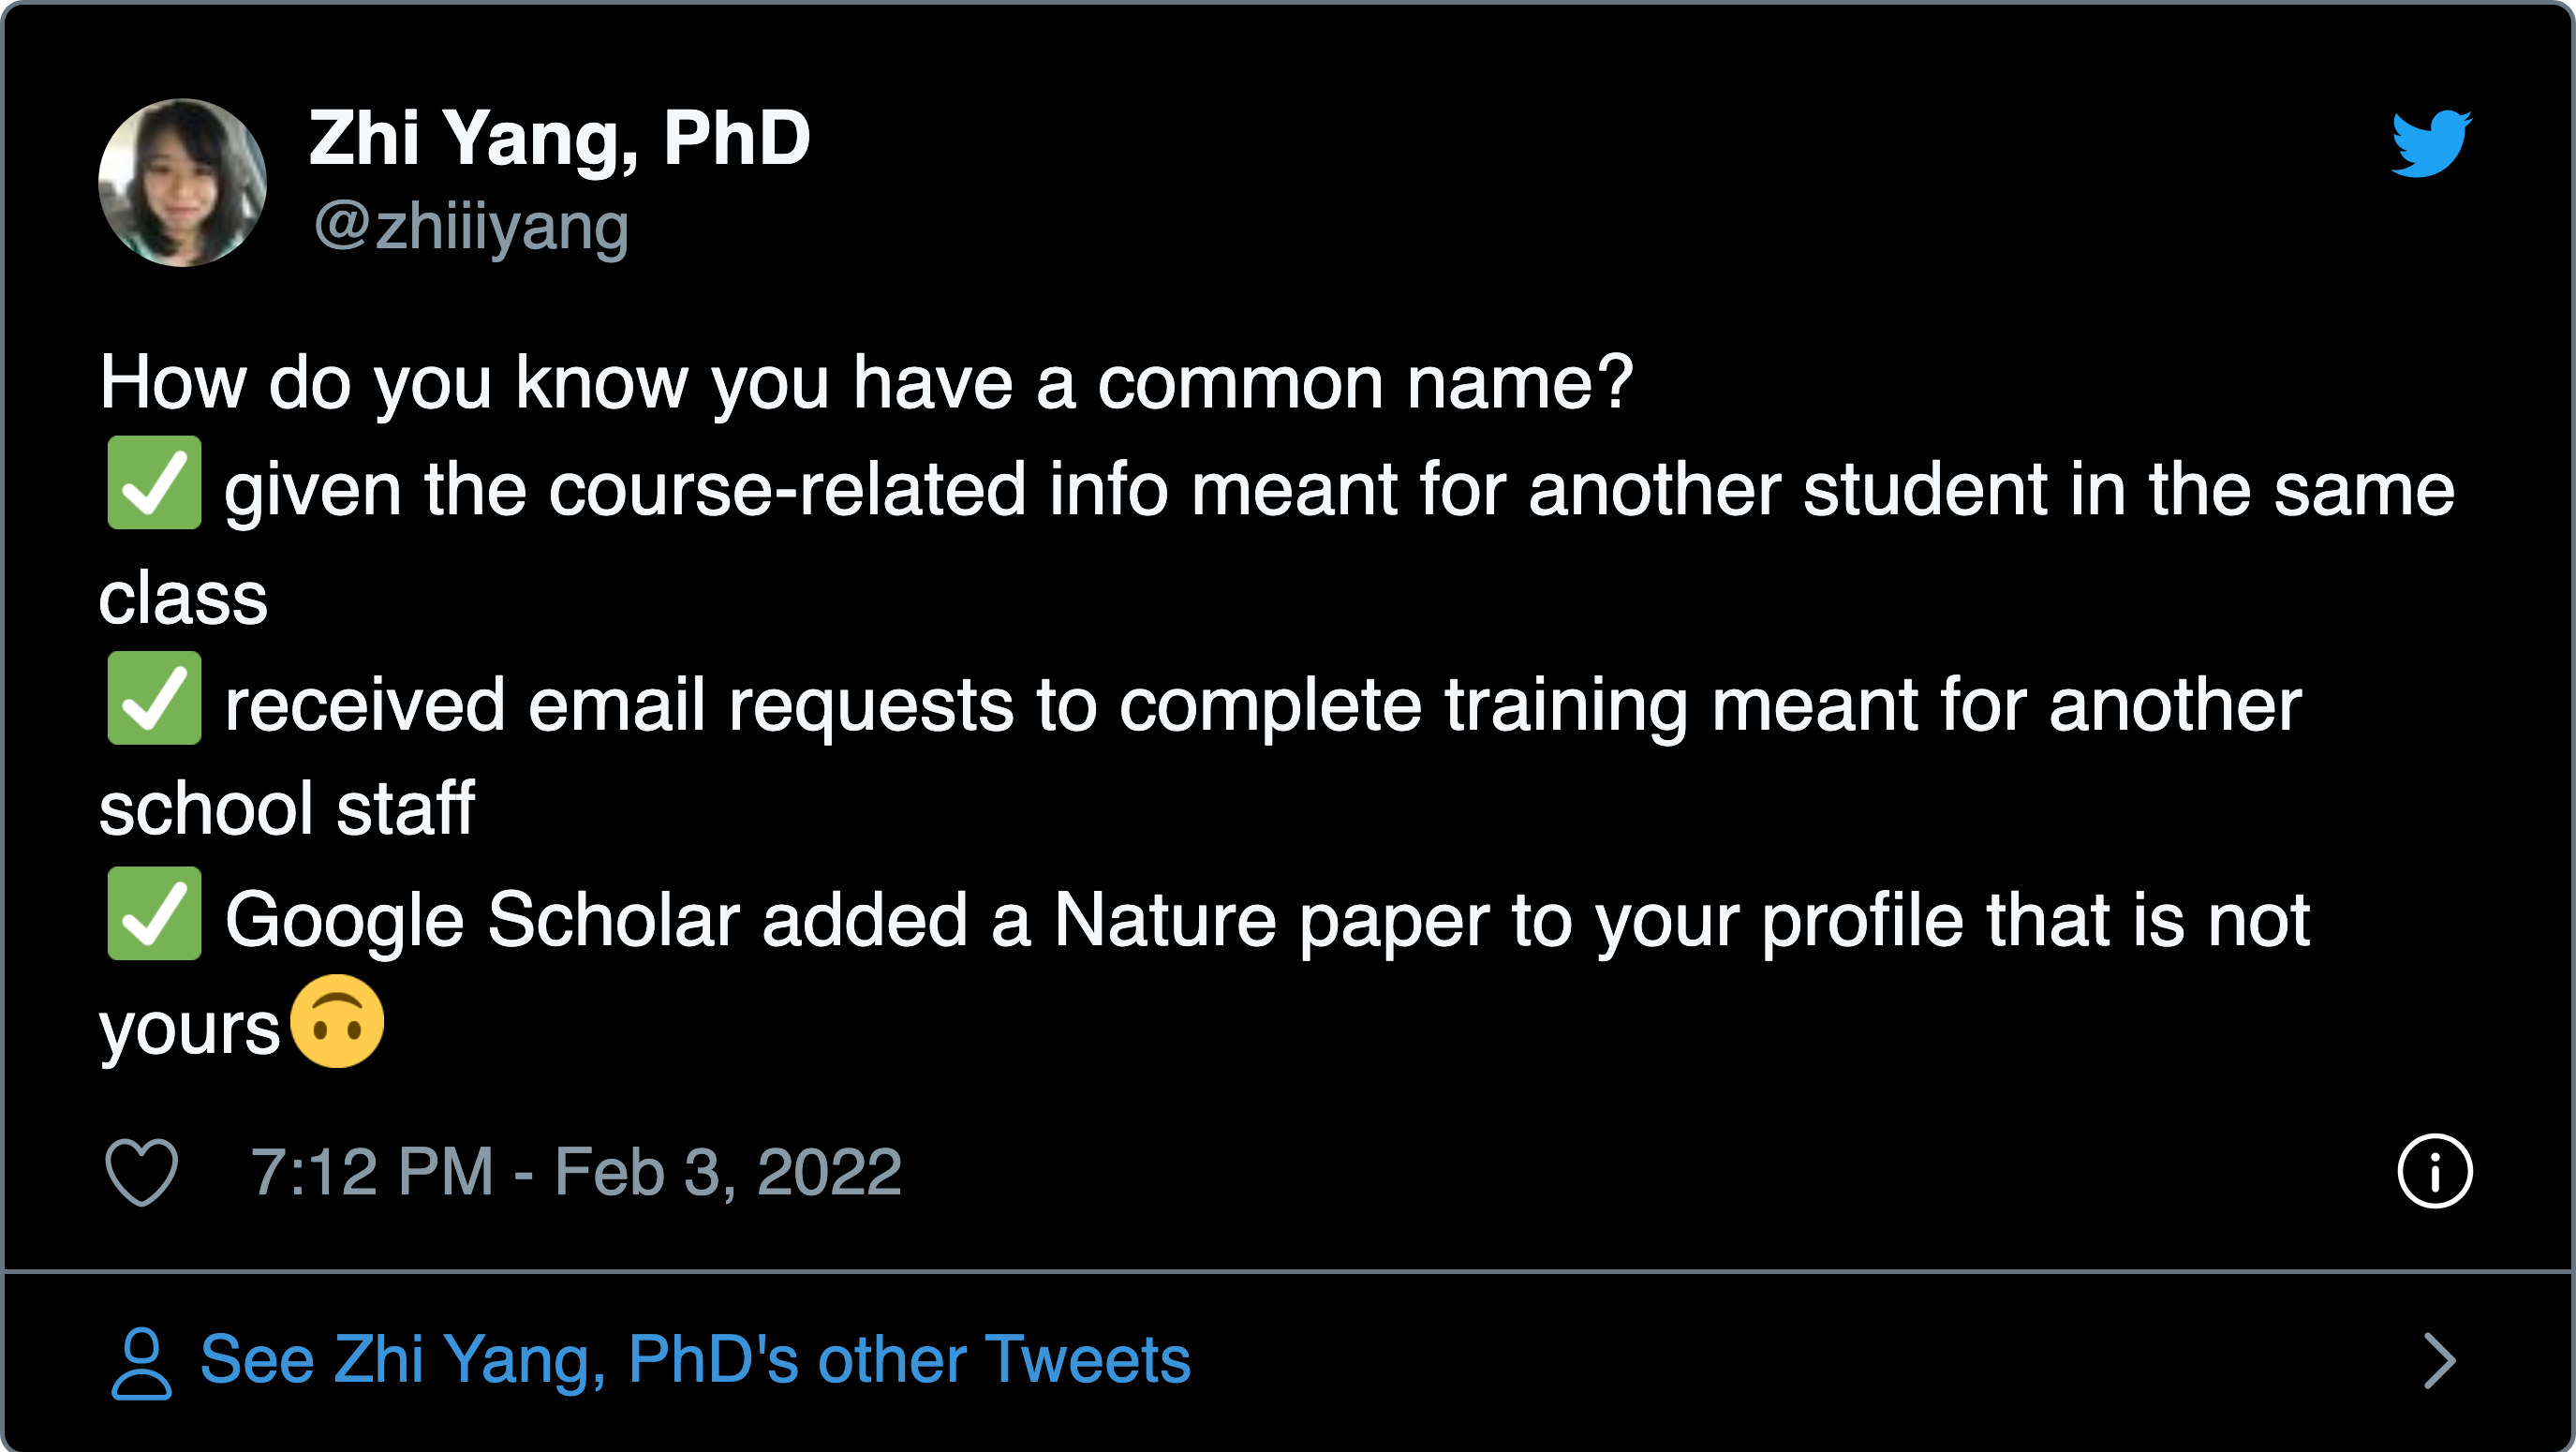 Zhi Yang, PhD
@zhiiiyang
How do you know you have a common name?
✅ given the course-related info meant for another student in the same
class
✅ received email requests to complete training meant for another
school staff
✅ Google Scholar added a Nature paper to your profile that is not
yours🙃
7:12 PM - Feb 3, 2022
See Zhi Yang, PhD's other Tweets